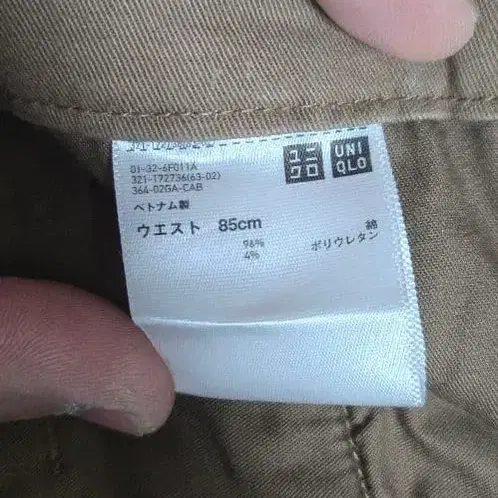 ユニ
クロ
UNI
QLO
01-32-6F011A
321-192736(63-02)
364-02GA-CAB
ベトナム製
ウエスト 85cm
96% 綿
4% ポリウレタン